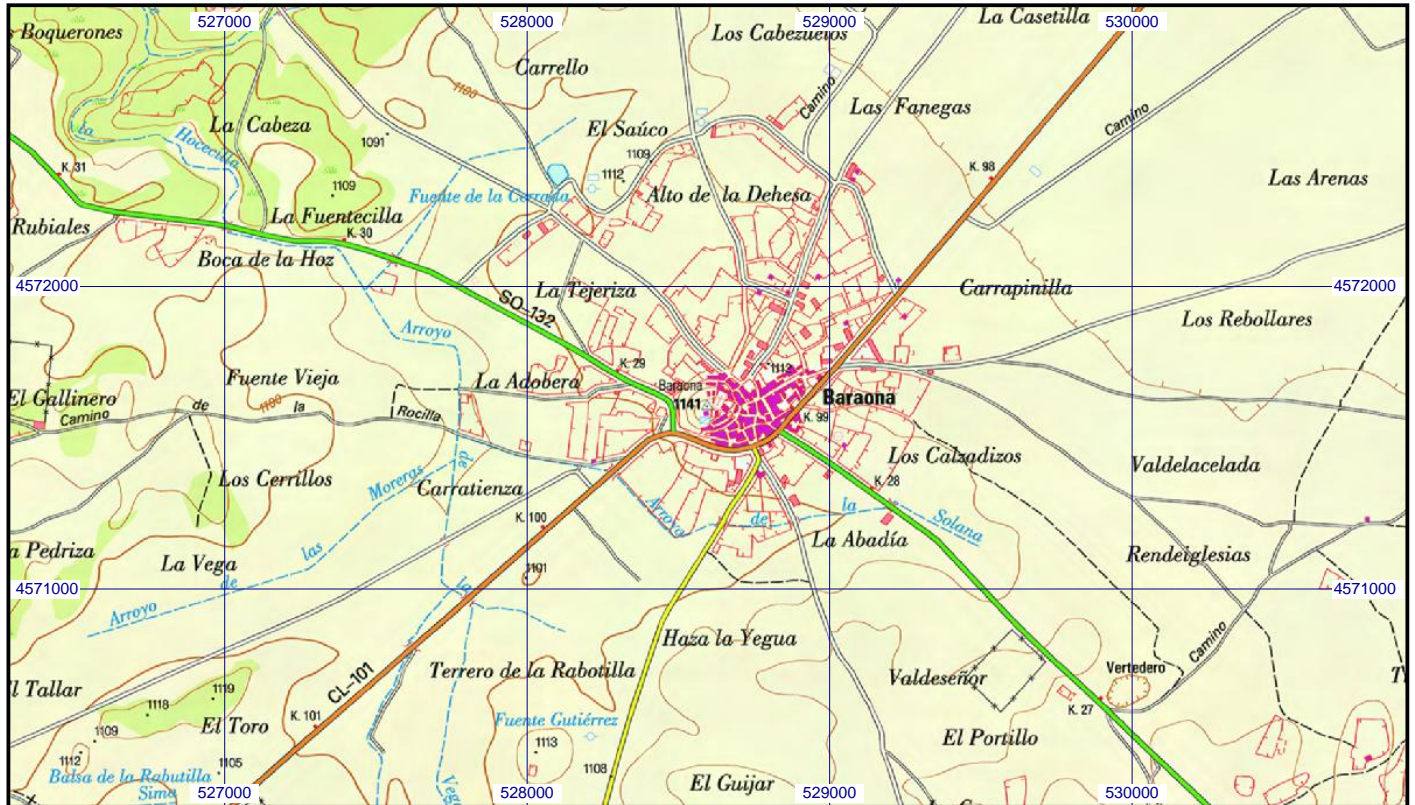 527000 528000 529000 530000
La Casetilla
Boquerones
Los Cabezuelos
Carrello
1100
Camino
Las Fanegas
Camino
la
Hocecilla
La Cabeza
1091
El Saúco
1109
1112
K. 98
K. 31
1109
Fuente de la Cerrada
Alto de la Dehesa
Las Arenas
La Fuentecilla
K. 30
Rubiales
Boca de la Hoz
4572000 4572000
La Tejeriza
Carrapinilla
SO-132
Arroyo
Los Rebollares
K. 29
1112
Fuente Vieja
La Adobera
Baraona
1141
Baraona
El Gallinero
1100
Camino de la Rocilla
K. 99
de
Los Calzadizos
Valdelacelada
Los Cerrillos
Moreras
Carratienza
K. 28
K. 100
Arroyo de la Solana
a Pedriza
las
La Abadía
Rendeiglesias
La Vega
1101
de
la
4571000 4571000
Arroyo
Haza la Yegua
Camino
Terrero de la Rabotilla
Valdeseñor
Vertedero
l Tallar
CL-101
1119
1118
K. 27
El Toro
K. 101
Fuente Gutiérrez
1109
El Portillo
1113
1112
1105
1108
Balsa de la Rabutilla
Sima
Vega
El Guijar
527000 528000 529000 530000